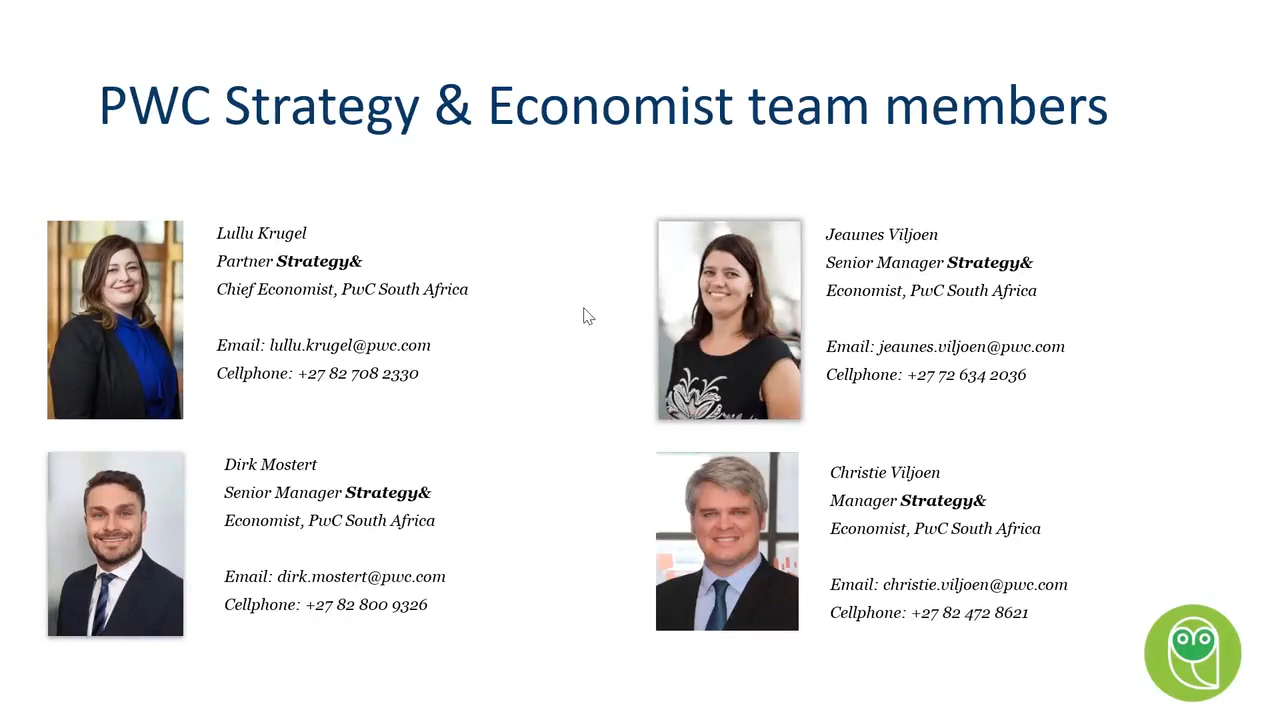 PWC Strategy & Economist team members
Lullu Krugel
Partner Strategy&
Chief Economist, PwC South Africa
Email: lullu.krugel@pwc.com
Cellphone: +27 82 708 2330
Jeaunes Viljoen
Senior Manager Strategy&
Economist, PwC South Africa
Email: jeaunes.viljoen@pwc.com
Cellphone: +27 72 634 2036
Dirk Mostert
Senior Manager Strategy&
Economist, PwC South Africa
Email: dirk.mostert@pwc.com
Cellphone: +27 82 800 9326
Christie Viljoen
Manager Strategy&
Economist, PwC South Africa
Email: christie.viljoen@pwc.com
Cellphone: +27 82 472 8621